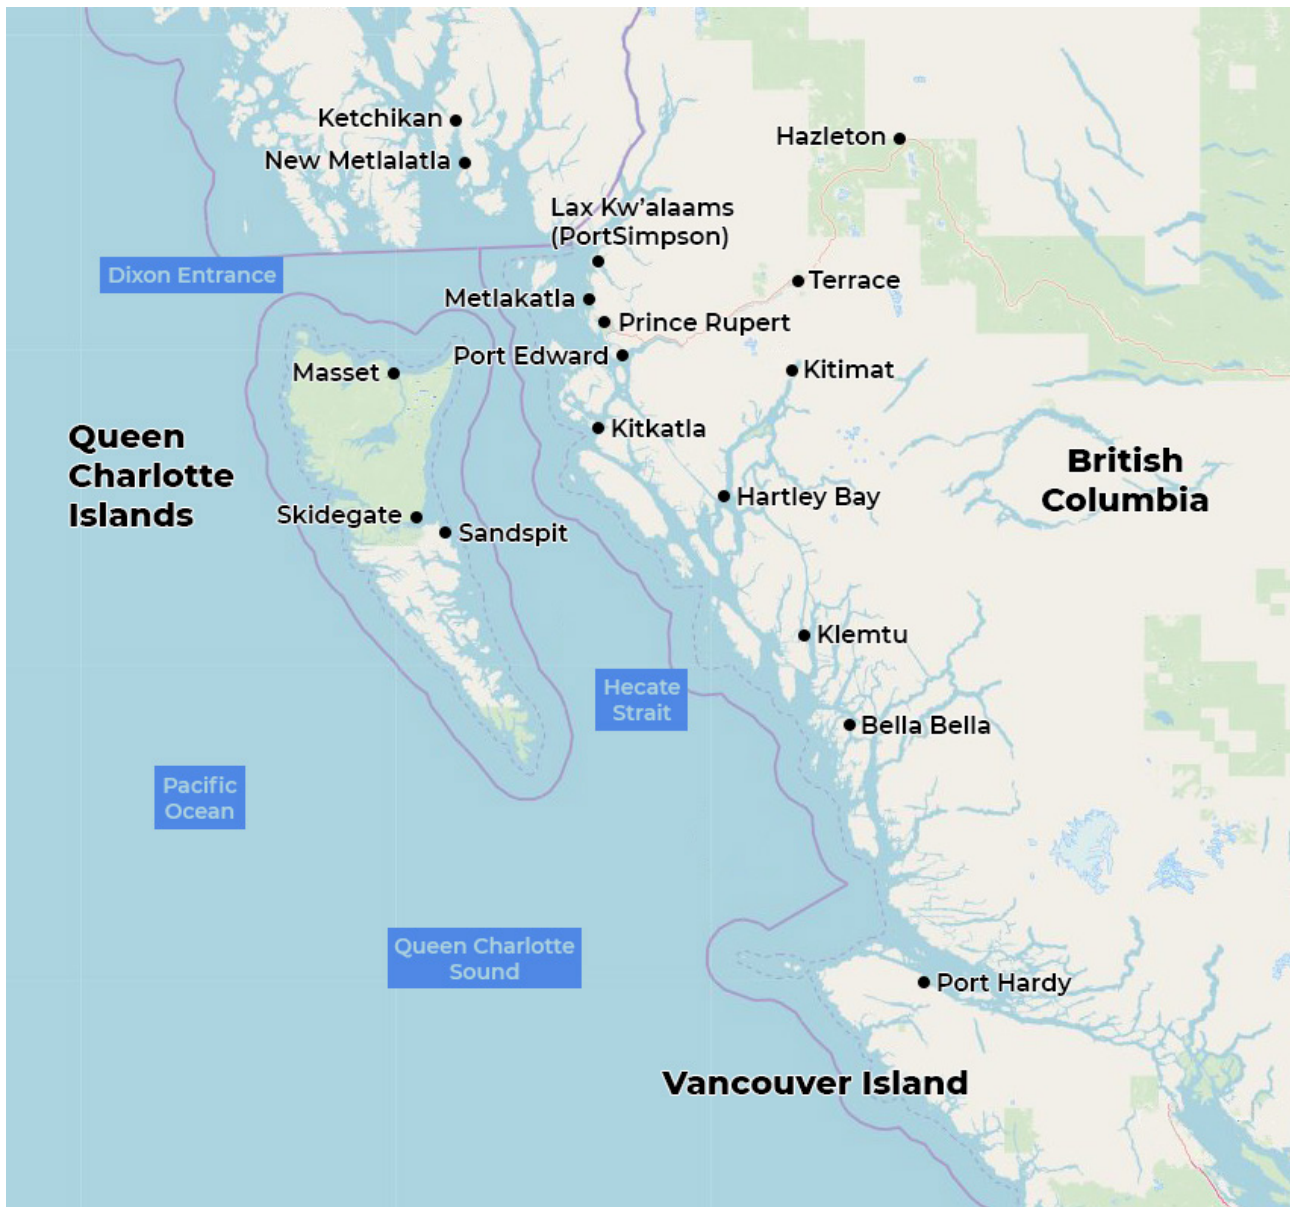 Ketchikan
Hazleton
New Metlalatla
Lax Kw’alaams
(PortSimpson)
Dixon Entrance
Terrace
Metlakatla
Prince Rupert
Port Edward
Masset
Kitimat
Kitkatla
Queen
Charlotte
Islands
British
Columbia
Hartley Bay
Skidegate
Sandspit
Klemtu
Hecate
Strait
Bella Bella
Pacific
Ocean
Queen Charlotte
Sound
Port Hardy
Vancouver Island